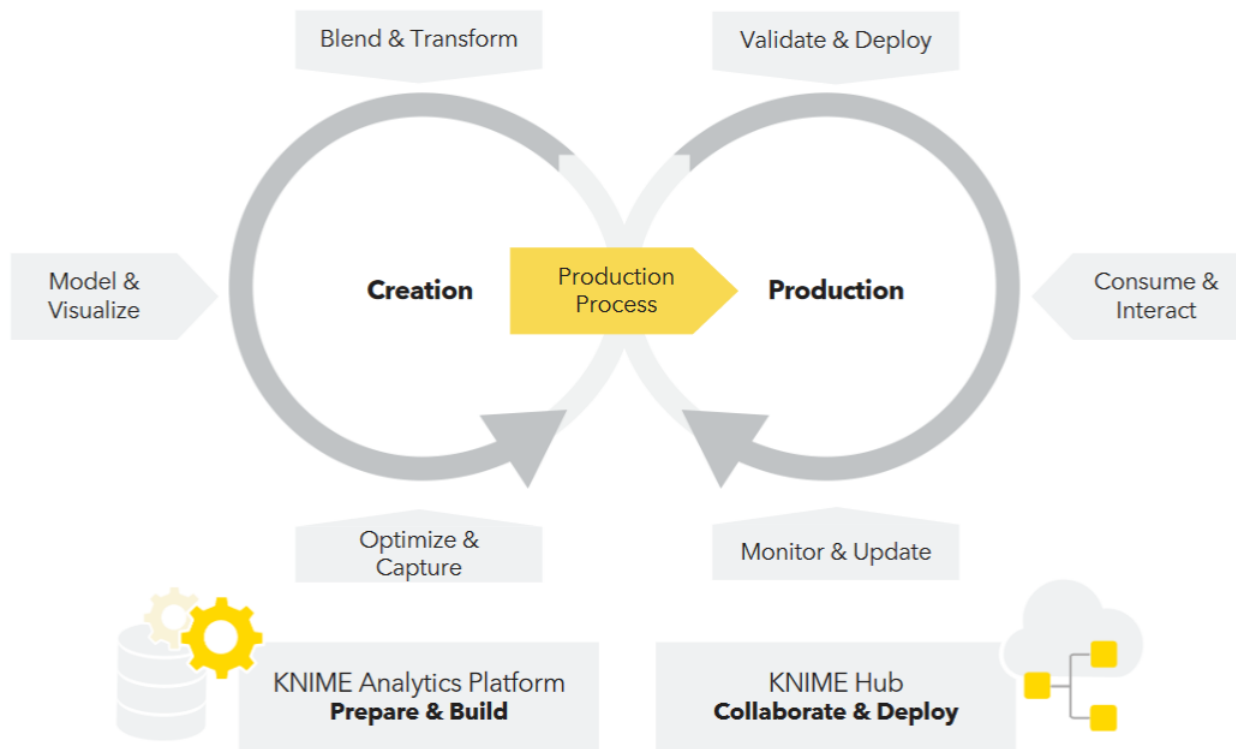 Blend & Transform
Validate & Deploy
Model &
Visualize
Creation
Production
Process
Production
Consume &
Interact
Optimize &
Capture
Monitor & Update
KNIME Analytics Platform
Prepare & Build
KNIME Hub
Collaborate & Deploy